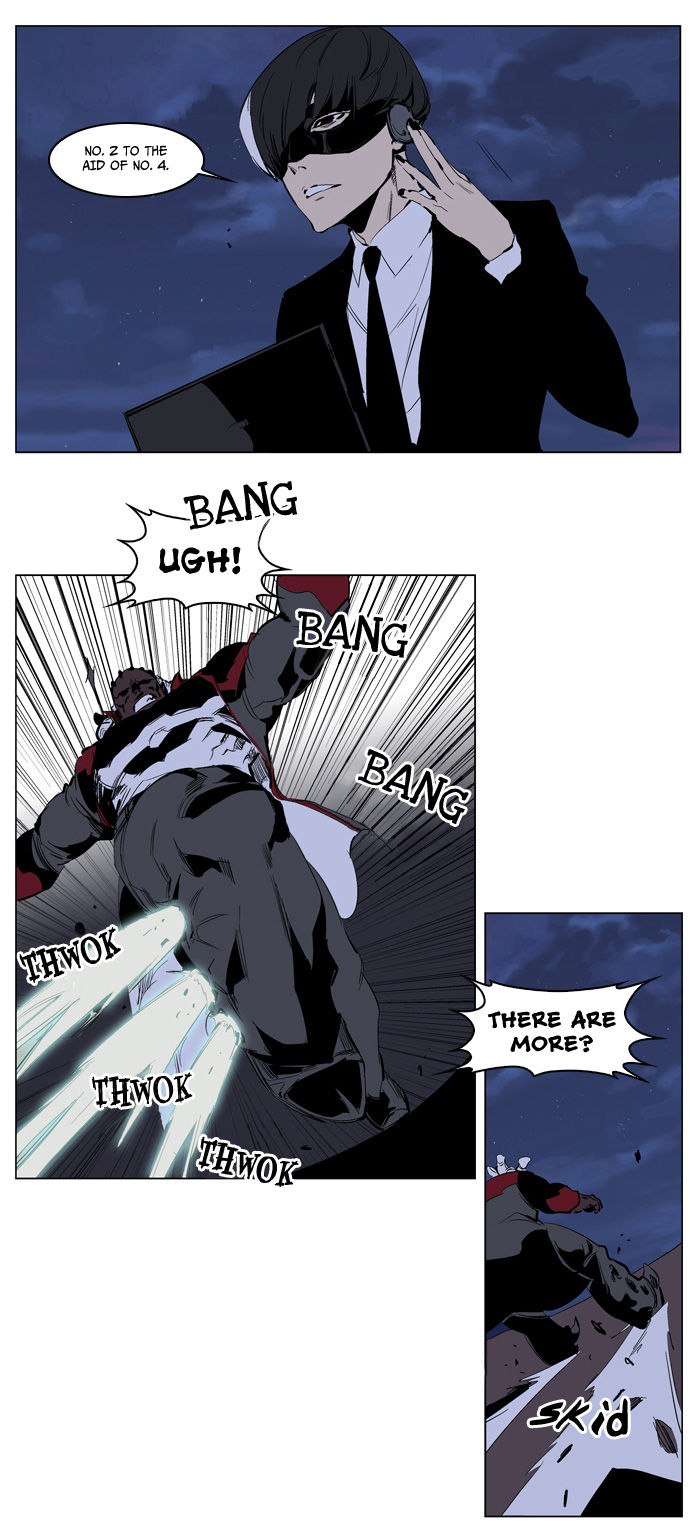 NO. 2 TO THE
AID OF NO. 4.
BANG
UGH!
BANG
BANG
THWOK
THWOK
THWOK
THERE ARE
MORE?
SKid